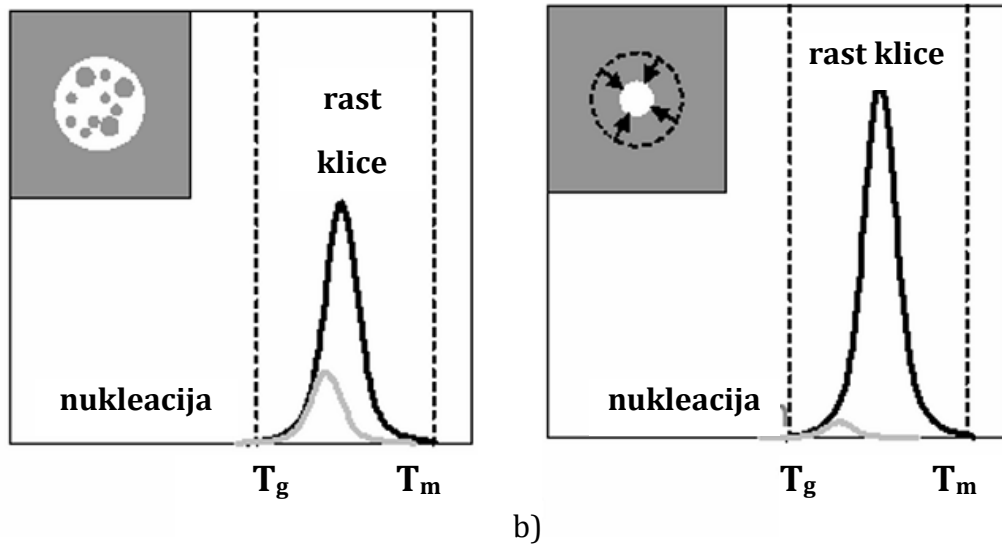 rast
klice
nukleacija
Tg
Tm
rast klice
nukleacija
Tg
Tm
b)